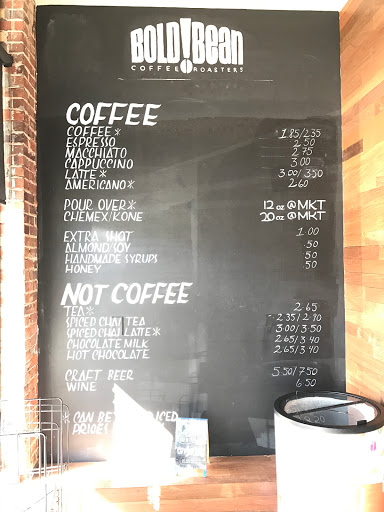 BOLD!Bean
COFFEE ROASTERS
COFFEE
COFFEE* 1.85/2.35
ESPRESSO 2.50
MACCHIATO 2.75
CAPPUCCINO 3.00
LATTE* 3.00/3.50
AMERICANO* 2.60
POUR OVER* 12 oz @MKT
CHEMEX/KONE 20 oz @MKT
EXTRA SHOT 1.00
ALMOND/SOY .50
HANDMADE SYRUPS .50
HONEY .50
NOT COFFEE
TEA* 2.65
SPICED CHAI TEA 2.35/2.90
SPICED CHAI LATTE* 3.00/3.50
CHOCOLATE MILK 2.65/3.40
HOT CHOCOLATE 2.65/3.40
CRAFT BEER 5.50/7.50
WINE 6.50
* CAN BE ICED
PRICES